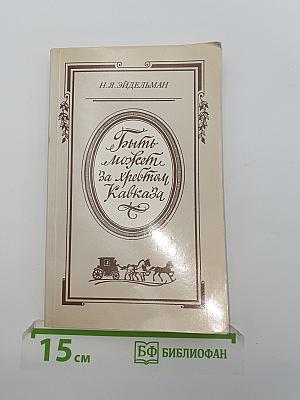 Н.Я.ЭЙДЕЛЬМАН
Быть
может
за хребтом
Кавказа
15 см
БФ БИБЛИОФАН